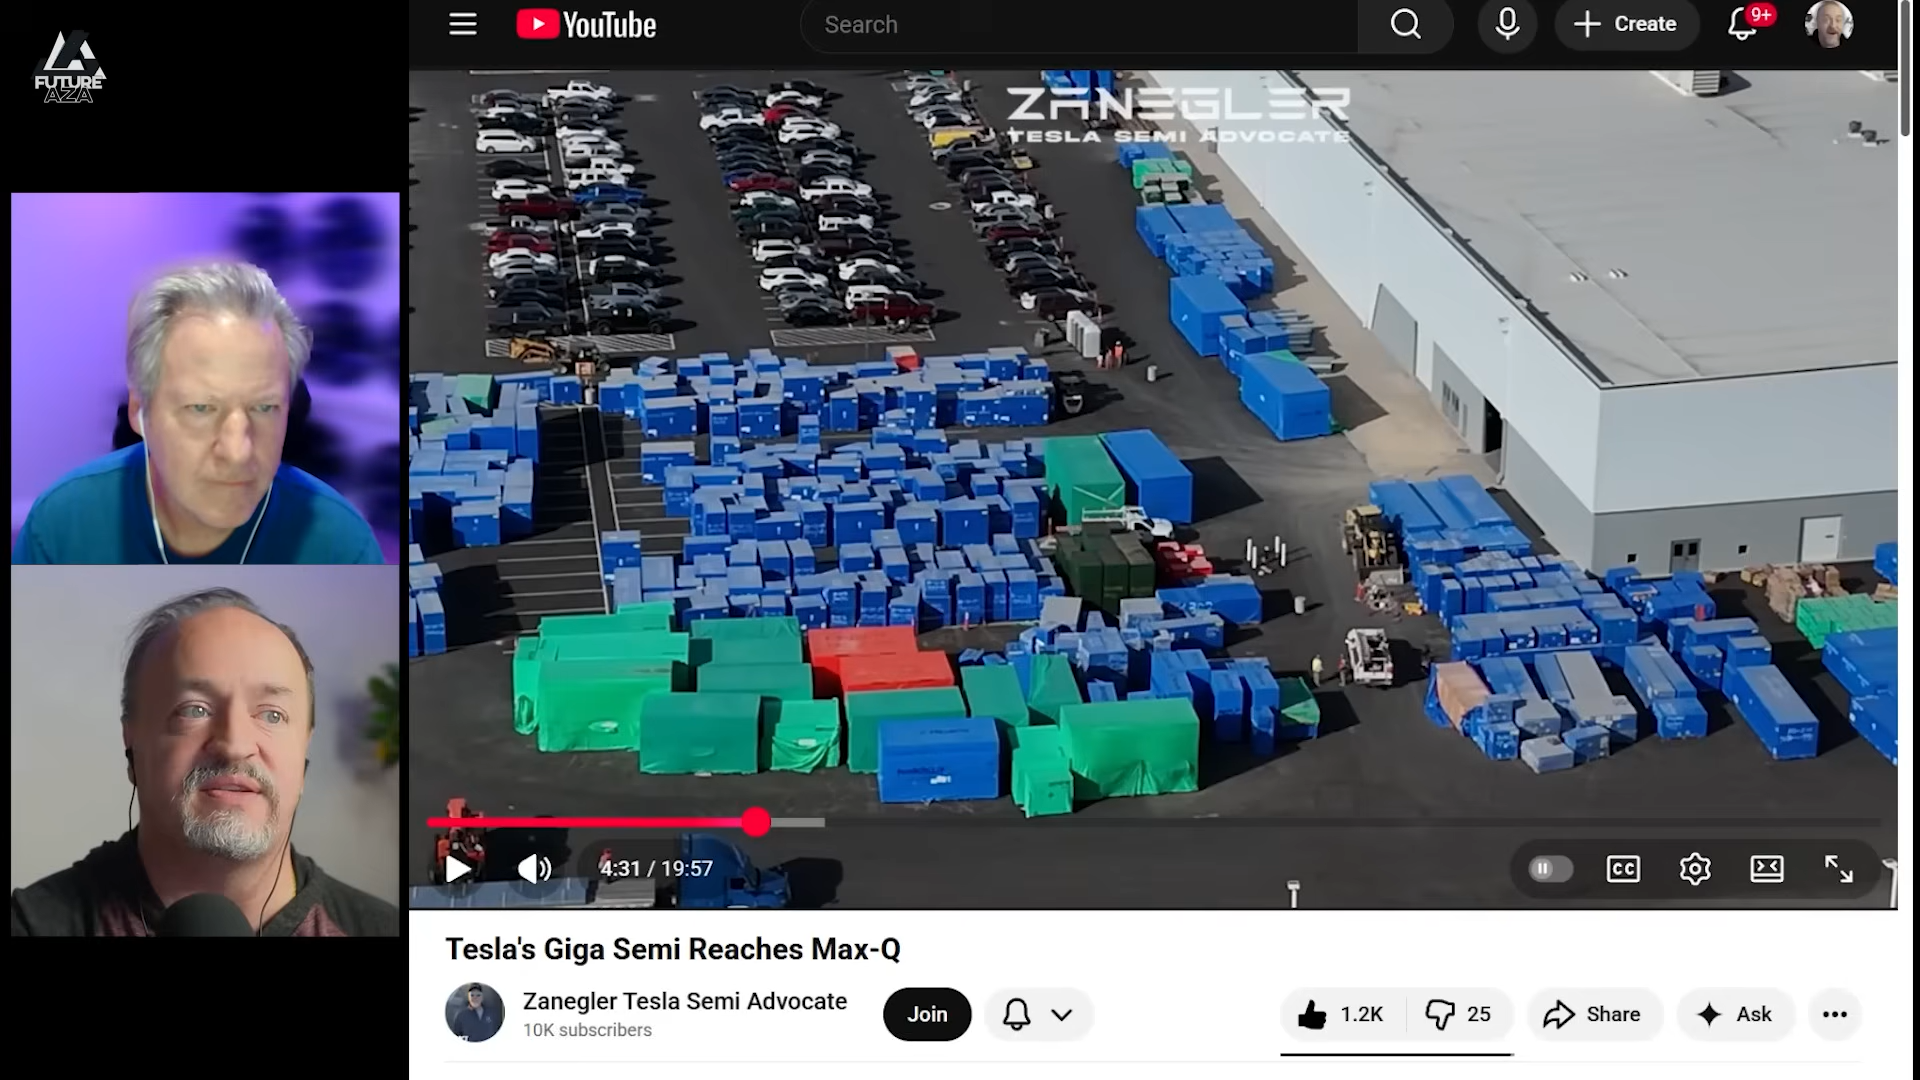 FUTURE
AZA
YouTube
Search
Create
9+
ZANEGLER
TESLA SEMI ADVOCATE
4:31 / 19:57
CC
Tesla's Giga Semi Reaches Max-Q
Zanegler Tesla Semi Advocate
10K subscribers
Join
1.2K
25
Share
Ask